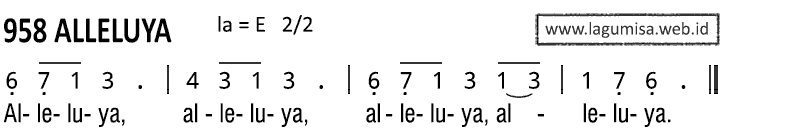 958 ALLELUYA la = E 2/2 www.lagumisa.web.id
6̣ 7̣ 1 3 . | 4 3 1 3 . | 6̣ 7̣ 1 3 1 3 | 1 7̣ 6̣ . ||
Al- le- lu- ya, al - le- lu- ya, al - le- lu- ya, al - le- lu- ya.